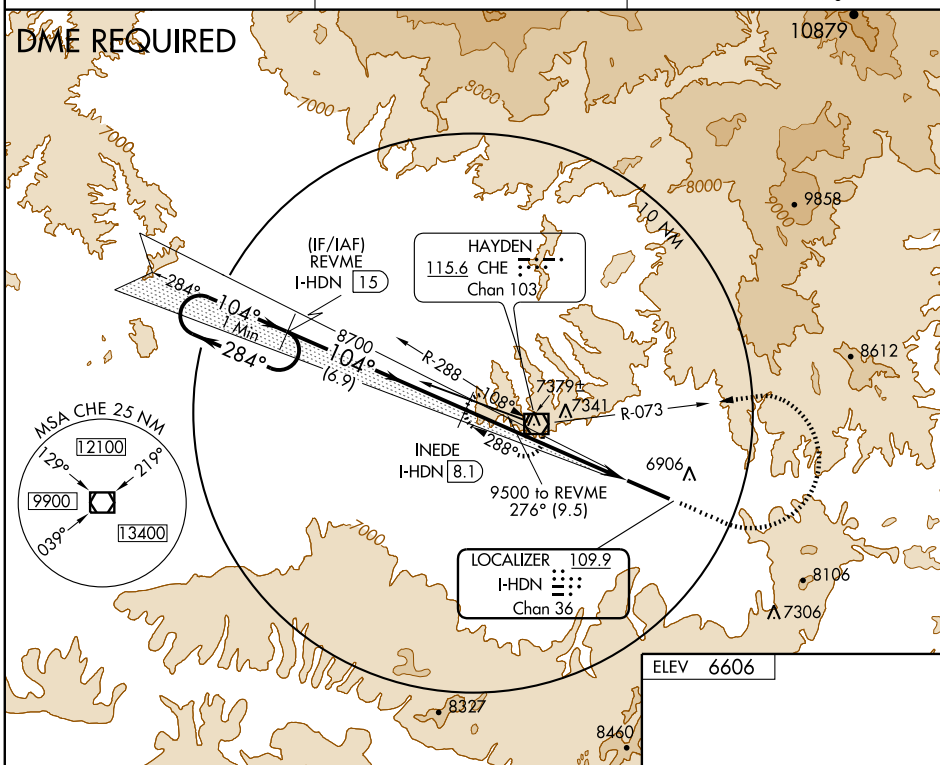 DME REQUIRED
10879
7000
8000
7000
8000
9000
9858
10 NM
(IF/IAF)
REVME
I-HDN 15
HAYDEN
115.6 CHE
Chan 103
284°
104°
1 Min
284°
8700
104°
(6.9)
R-288
108°
7379±
7341
R-073
8612
MSA CHE 25 NM
12100
129°
219°
9900
039°
13400
INEDE
I-HDN 8.1
288°
9500 to REVME
276° (9.5)
6906
7000
LOCALIZER 109.9
I-HDN
Chan 36
8106
7306
ELEV 6606
8327
8460